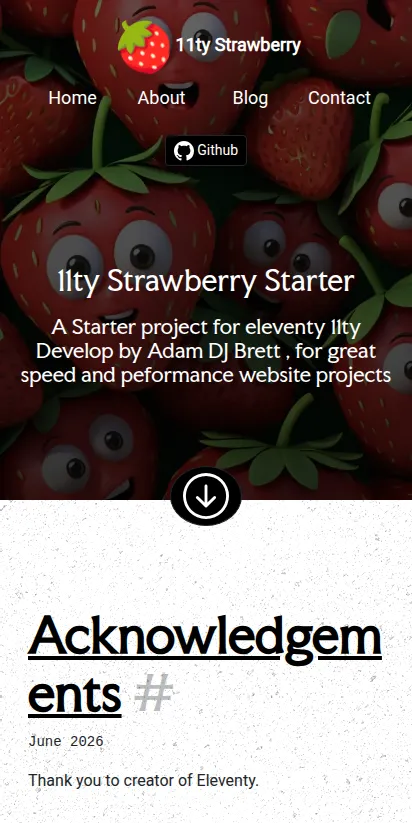 11ty Strawberry
Home About Blog Contact
Github
11ty Strawberry Starter
A Starter project for eleventy 11ty
Develop by Adam DJ Brett , for great
speed and peformance website projects
Acknowledgem
ents #
June 2026
Thank you to creator of Eleventy.